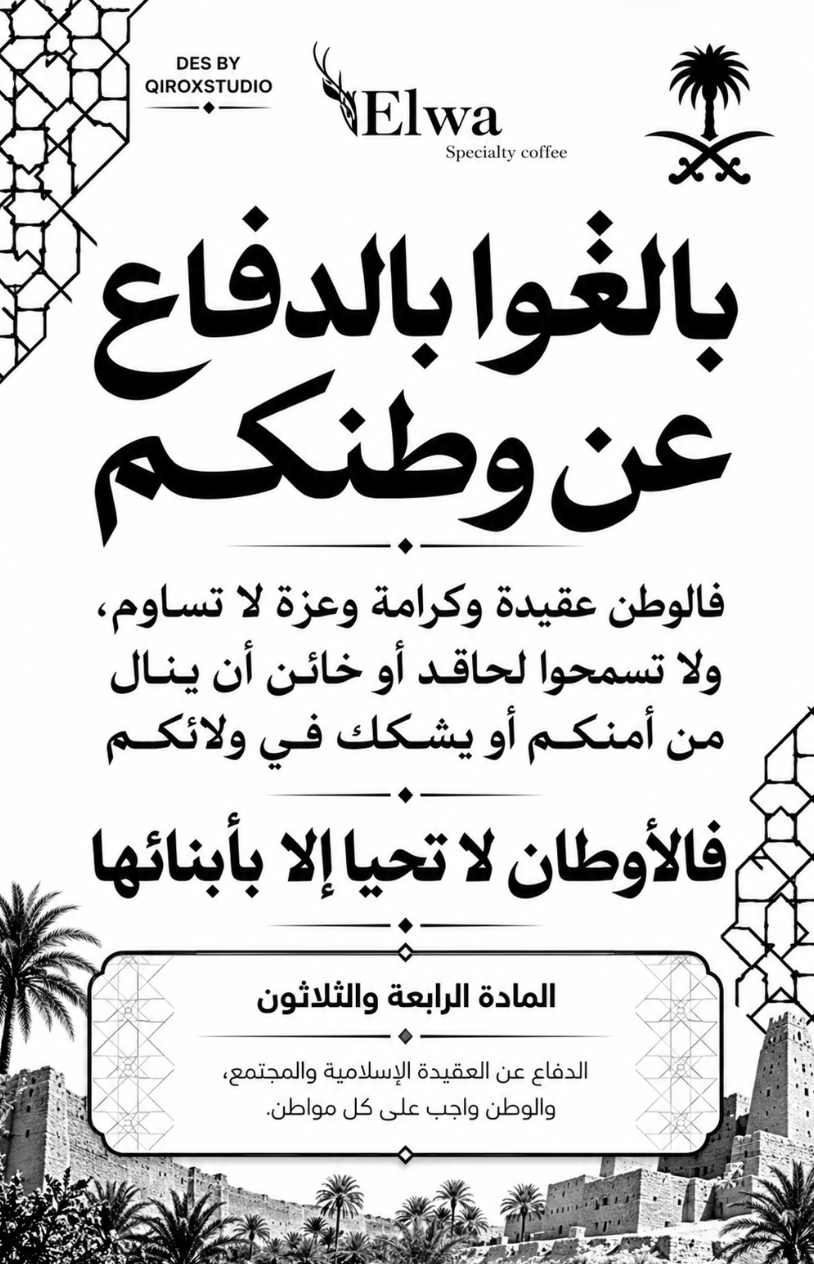 DES BY
QIROXSTUDIO
Elwa
Specialty coffee
بالغوا بالدفاع
عن وطنكم
فالوطن عقيدة وكرامة وعزة لا تساوم،
ولا تسمحوا لحاقد أو خائن أن ينال
من أمنكم أو يشكك في ولائكم
فالأوطان لا تحيا إلا بأبنائها
المادة الرابعة والثلاثون
الدفاع عن العقيدة الإسلامية والمجتمع،
والوطن واجب على كل مواطن.